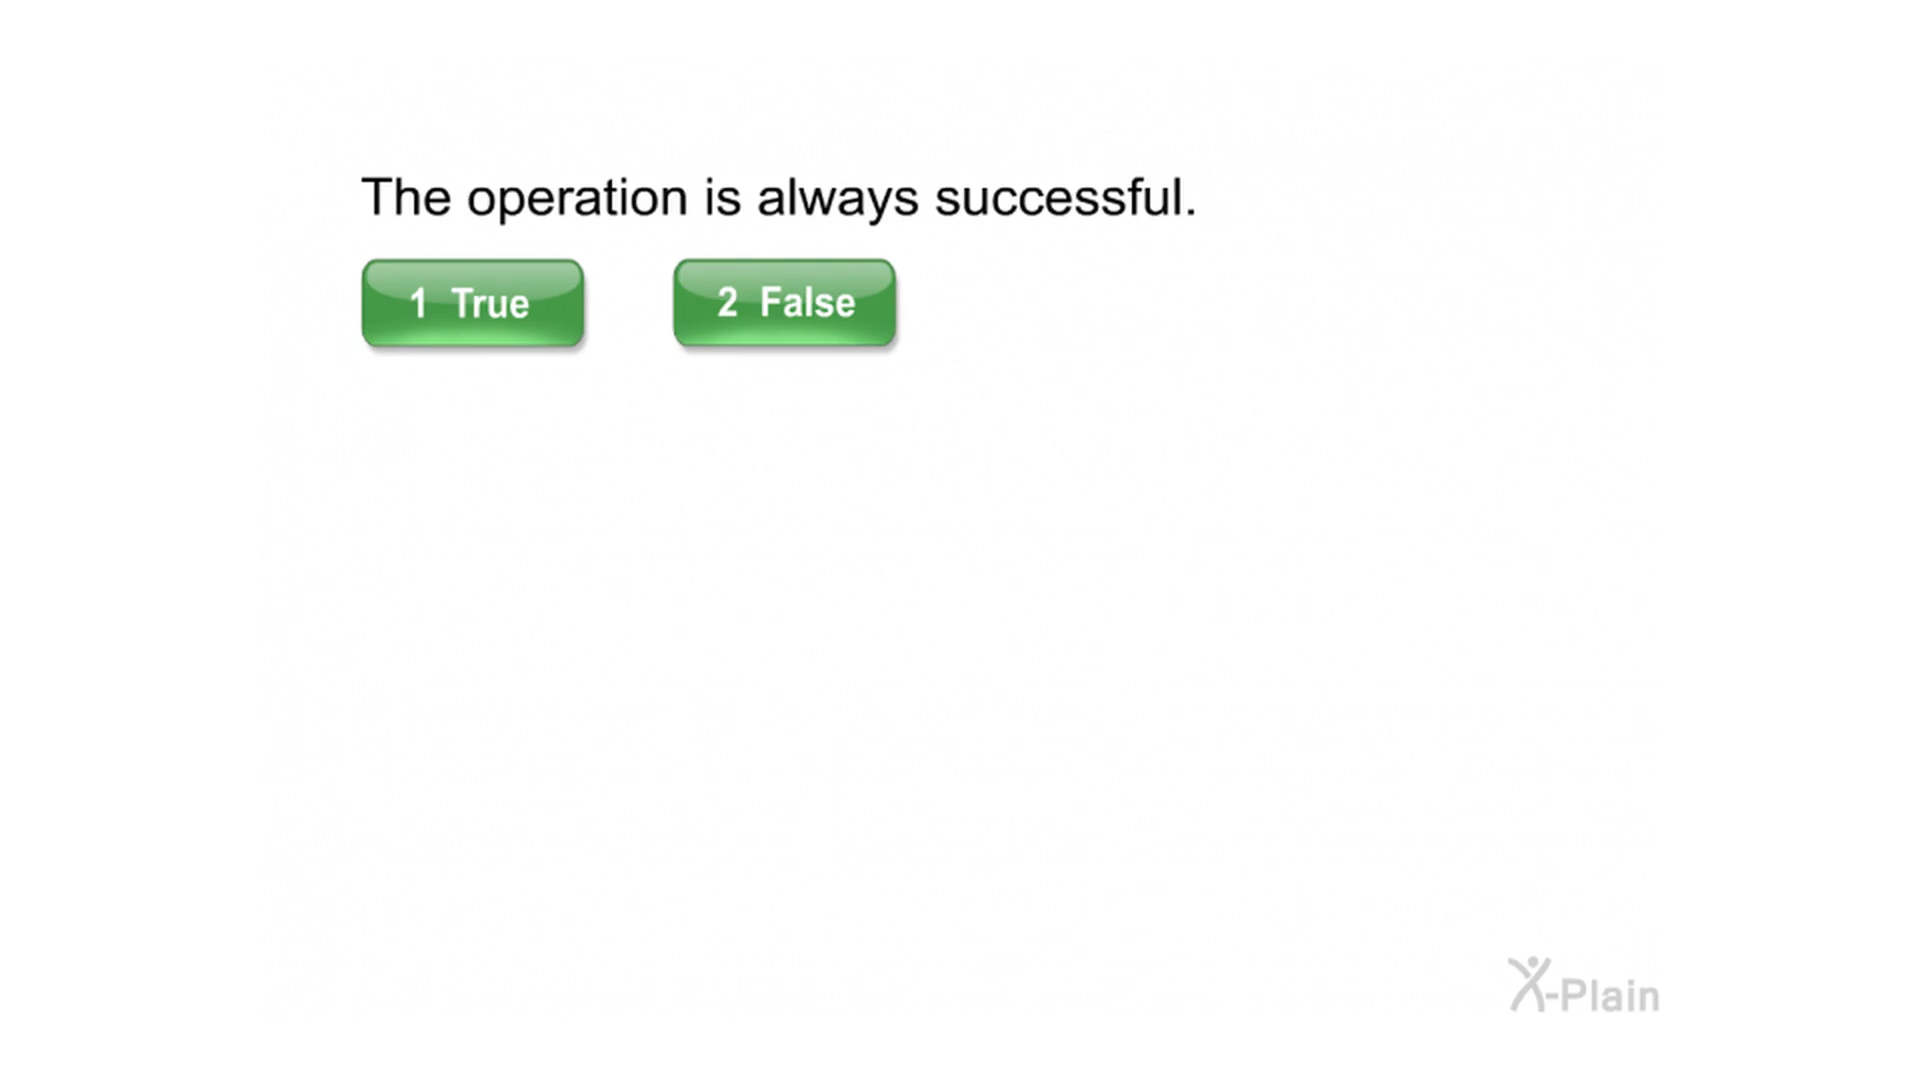 The operation is always successful.
1 True 2 False
X-Plain